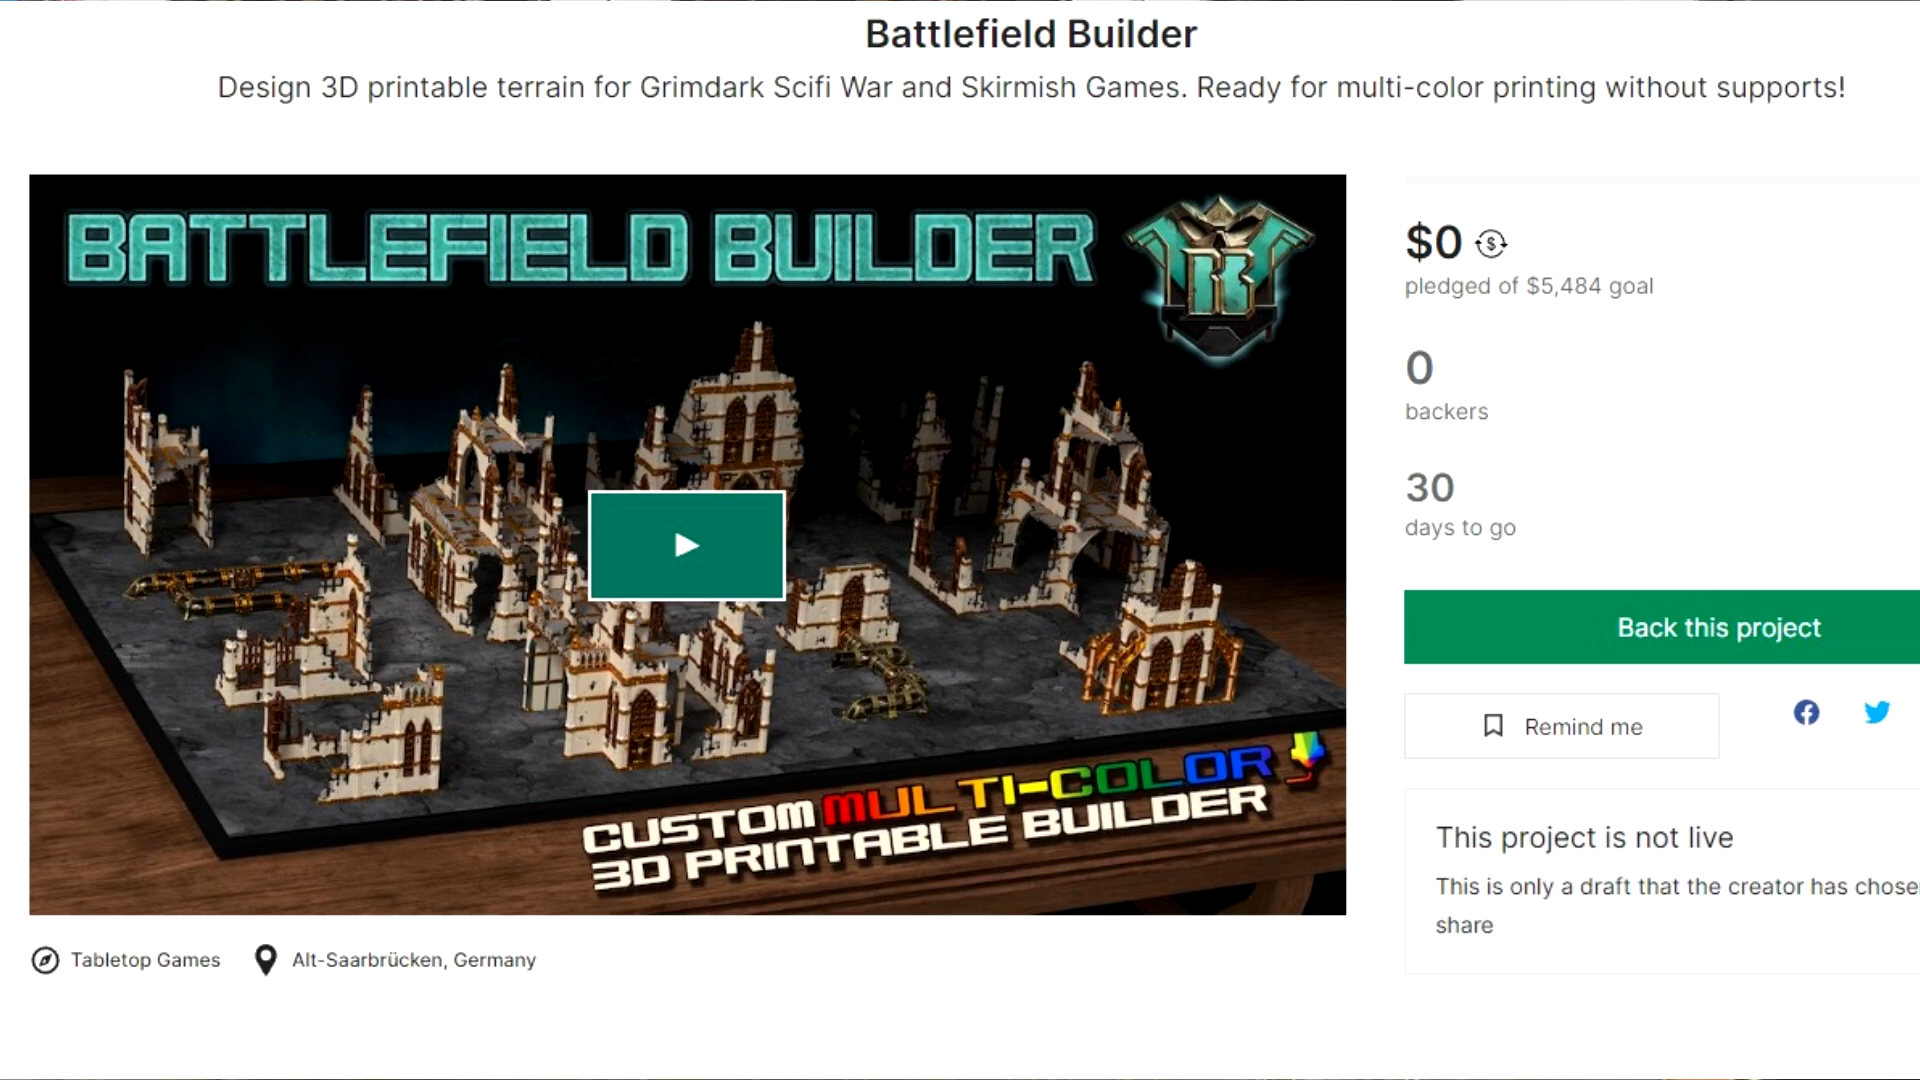 Battlefield Builder
Design 3D printable terrain for Grimdark Scifi War and Skirmish Games. Ready for multi-color printing without supports!
BATTLEFIELD BUILDER
BB
CUSTOM MULTI-COLOR
3D PRINTABLE BUILDER
$0
pledged of $5,484 goal
0
backers
30
days to go
Back this project
Remind me
This project is not live
This is only a draft that the creator has chose
share
Tabletop Games
Alt-Saarbrücken, Germany